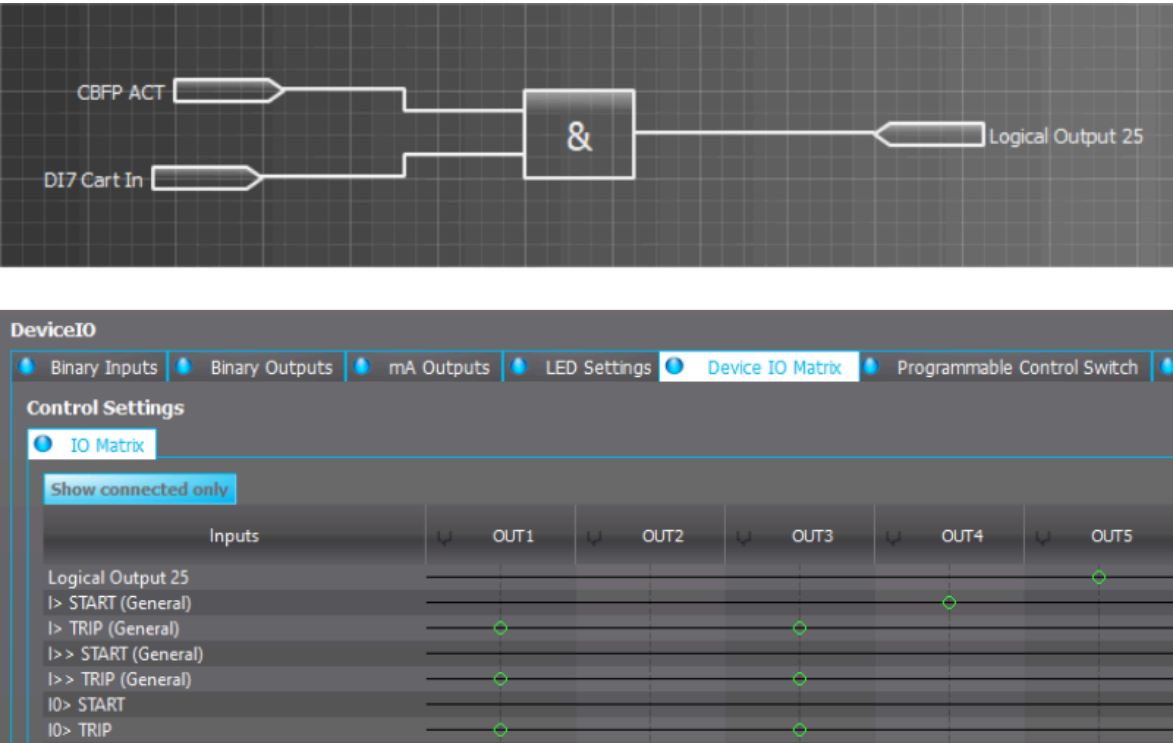 CBFP ACT
&
Logical Output 25
DI7 Cart In
DeviceIO
Binary Inputs Binary Outputs mA Outputs LED Settings Device IO Matrix Programmable Control Switch
Control Settings
IO Matrix
Show connected only
Inputs OUT1 OUT2 OUT3 OUT4 OUT5
Logical Output 25
I> START (General)
I> TRIP (General)
I>> START (General)
I>> TRIP (General)
I0> START
I0> TRIP